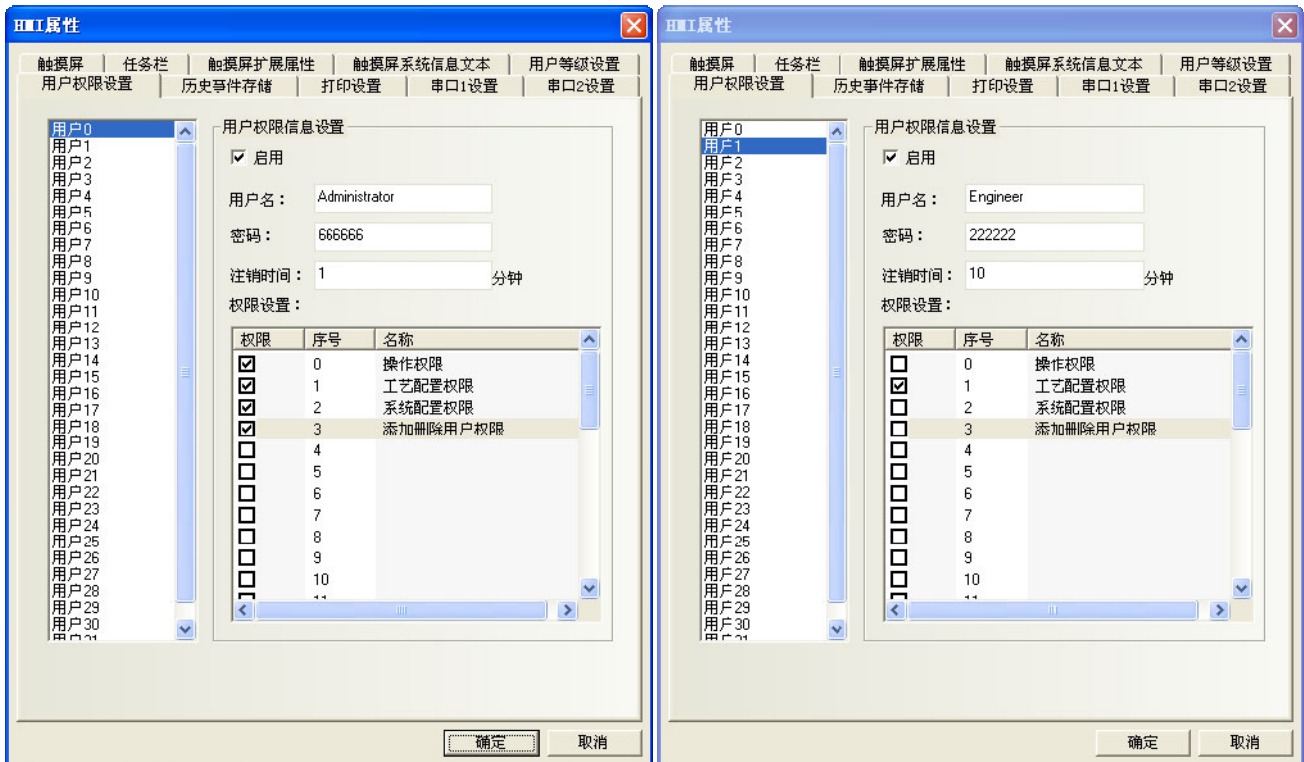 HMI属性
触摸屏 任务栏 触摸屏扩展属性 触摸屏系统信息文本 用户等级设置
用户权限设置 历史事件存储 打印设置 串口1设置 串口2设置
用户0
用户1
用户2
用户3
用户4
用户5
用户6
用户7
用户8
用户9
用户10
用户11
用户12
用户13
用户14
用户15
用户16
用户17
用户18
用户19
用户20
用户21
用户22
用户23
用户24
用户25
用户26
用户27
用户28
用户29
用户30
用户权限信息设置
启用
用户名： Administrator
密码： 666666
注销时间： 1 分钟
权限设置：
权限 序号 名称
0 操作权限
1 工艺配置权限
2 系统配置权限
3 添加删除用户权限
4
5
6
7
8
9
10
确定 取消
HMI属性
触摸屏 任务栏 触摸屏扩展属性 触摸屏系统信息文本 用户等级设置
用户权限设置 历史事件存储 打印设置 串口1设置 串口2设置
用户0
用户1
用户2
用户3
用户4
用户5
用户6
用户7
用户8
用户9
用户10
用户11
用户12
用户13
用户14
用户15
用户16
用户17
用户18
用户19
用户20
用户21
用户22
用户23
用户24
用户25
用户26
用户27
用户28
用户29
用户30
用户权限信息设置
启用
用户名： Engineer
密码： 222222
注销时间： 10 分钟
权限设置：
权限 序号 名称
0 操作权限
1 工艺配置权限
2 系统配置权限
3 添加删除用户权限
4
5
6
7
8
9
10
确定 取消